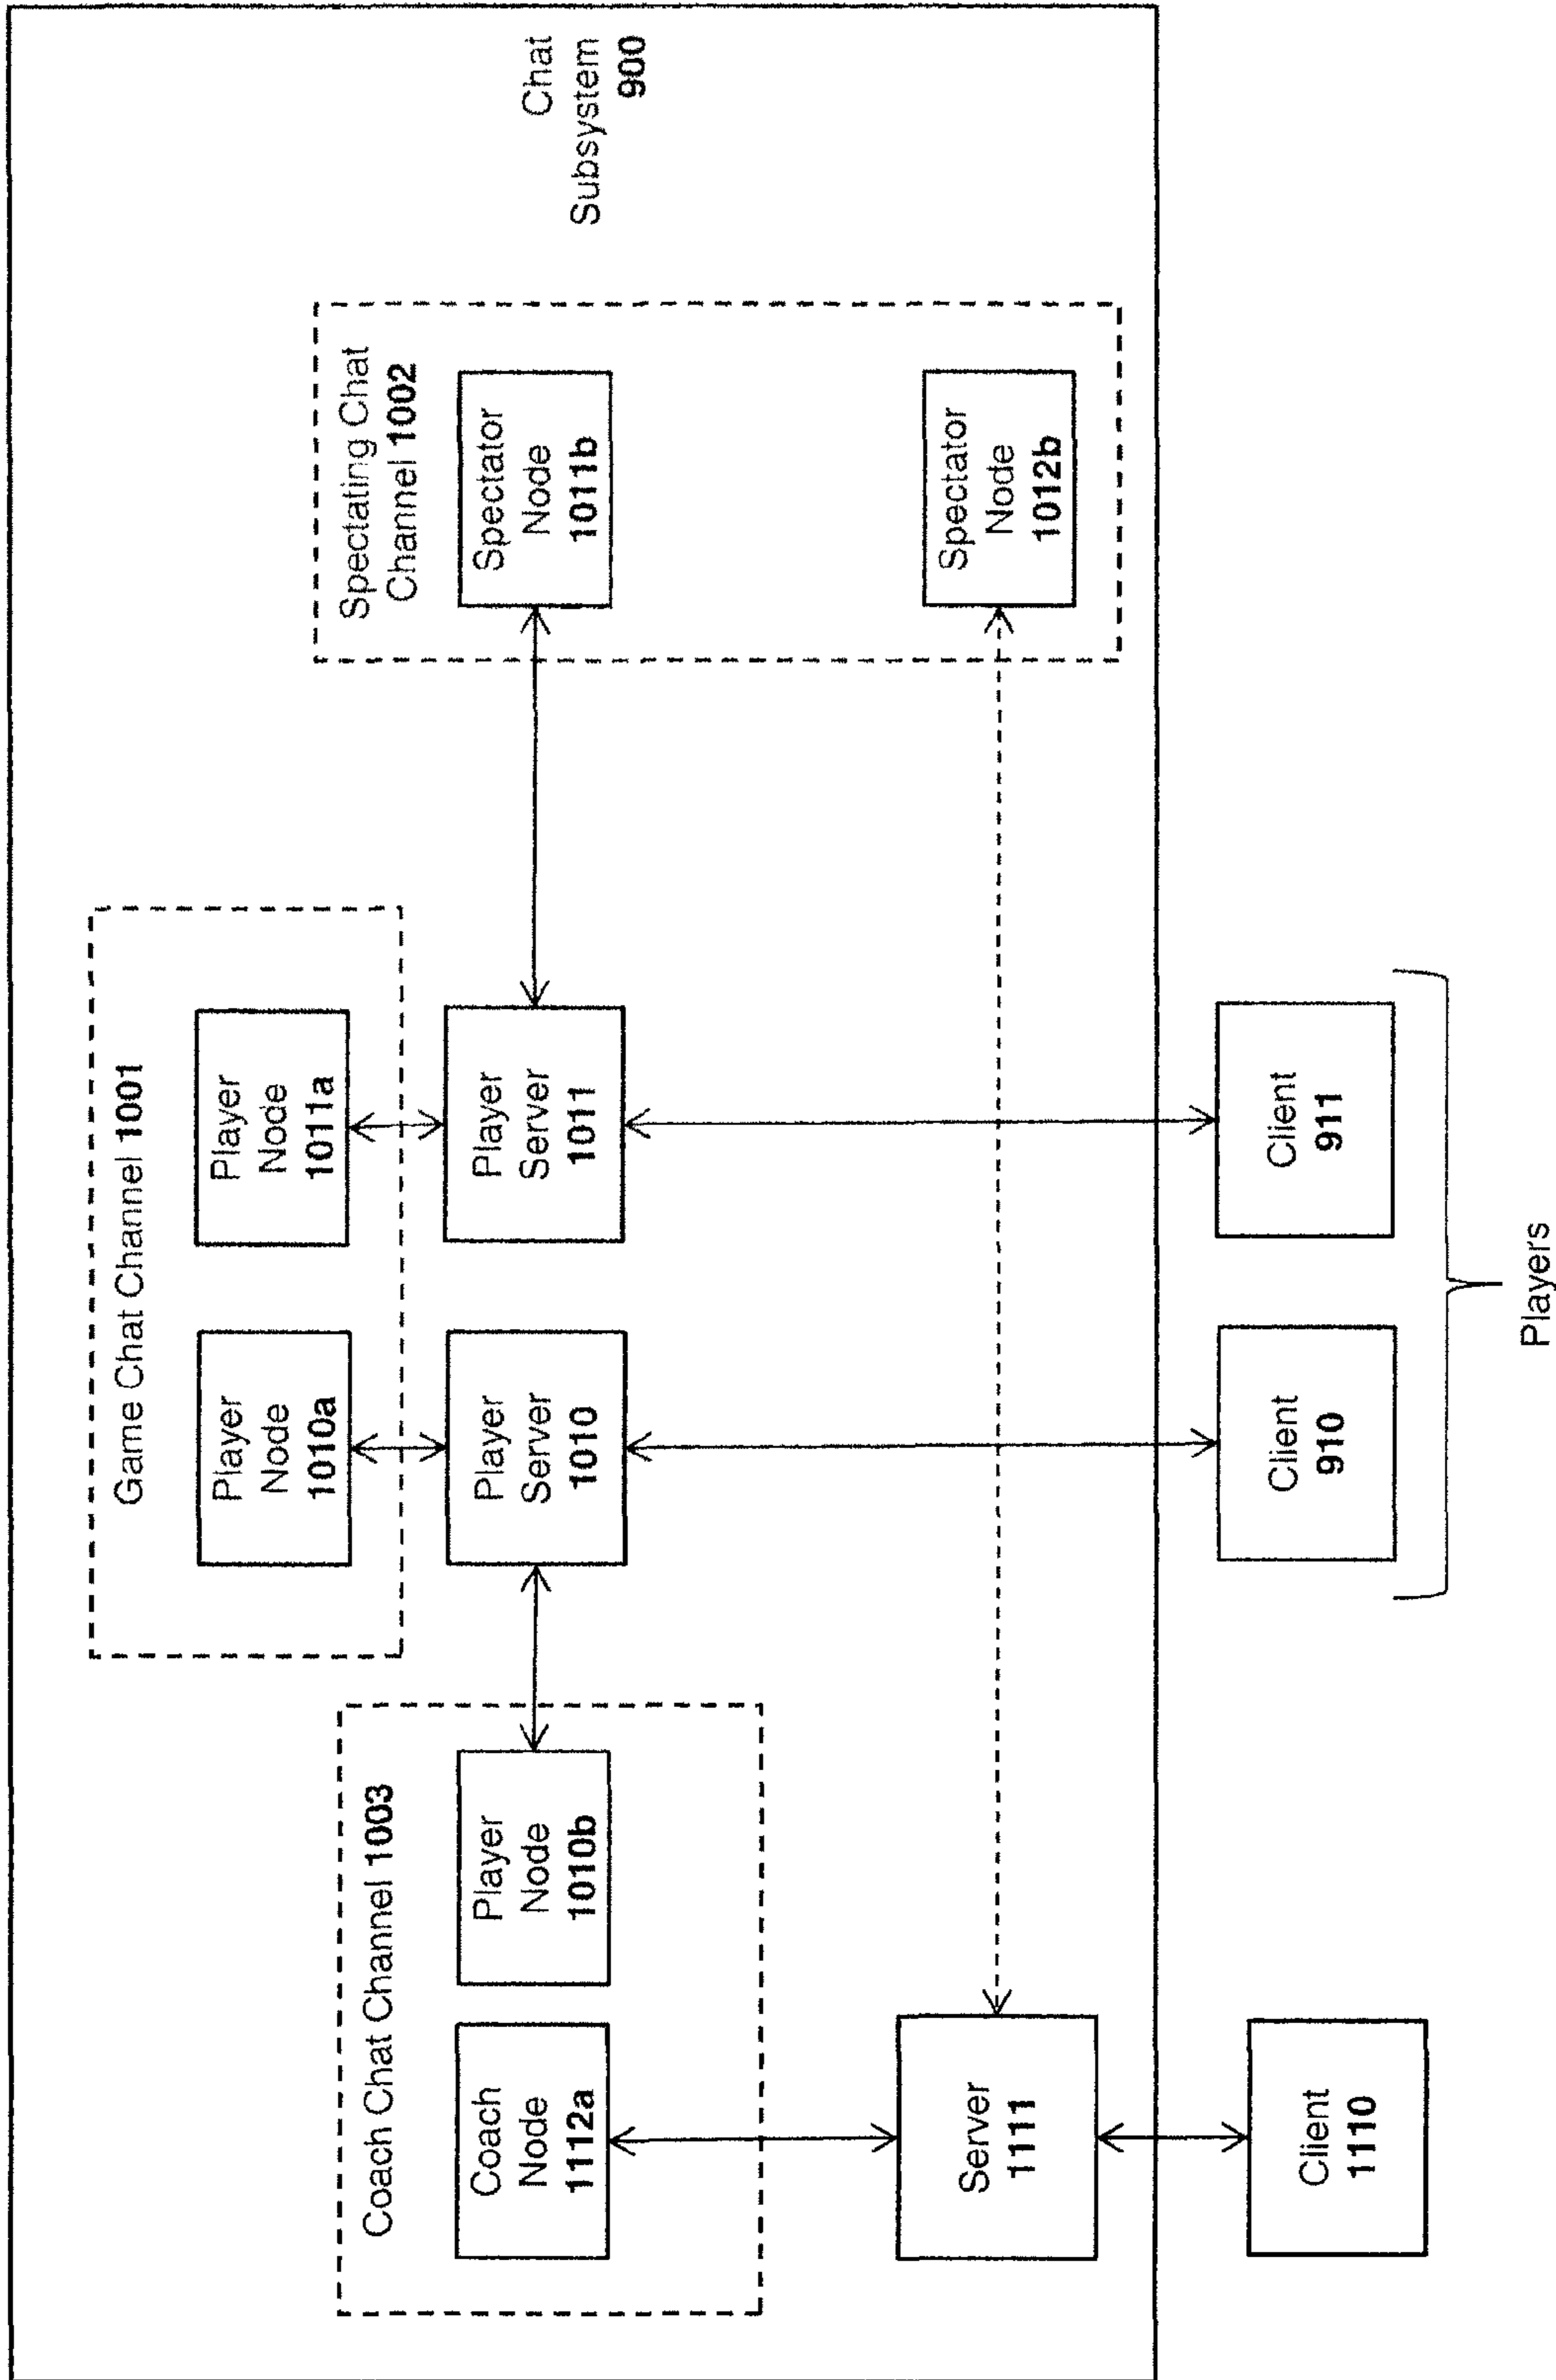 Game Chat Channel 1001
Player
Node
1010a
Player
Node
1011a
Coach Chat Channel 1003
Coach
Node
1112a
Player
Node
1010b
Player
Server
1010
Player
Server
1011
Spectating Chat
Channel 1002
Spectator
Node
1011b
Spectator
Node
1012b
Chat
Subsystem
900
Server
1111
Client
1110
Client
910
Client
911
Players